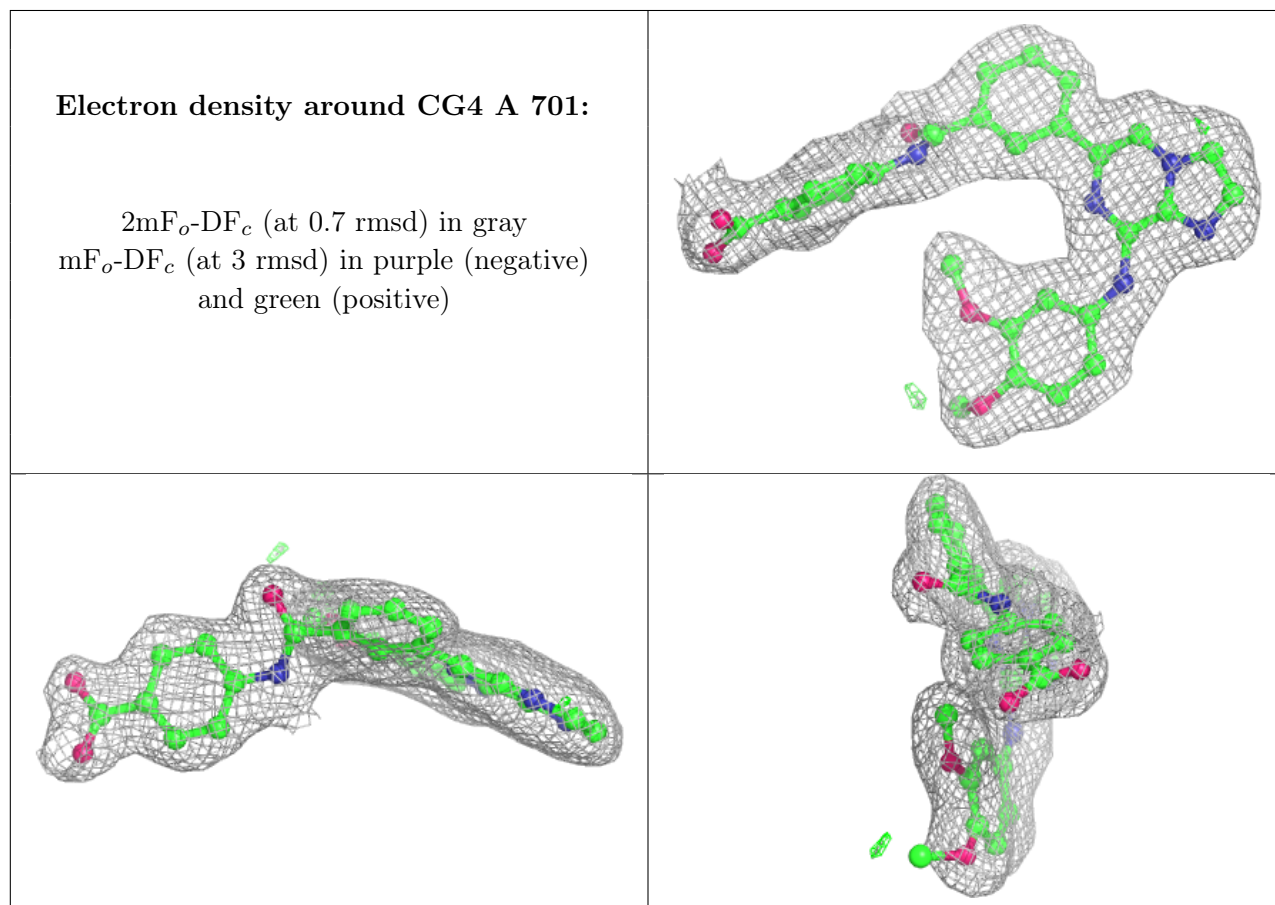 Electron density around CG4 A 701:
2mFo-DFc (at 0.7 rmsd) in gray
mFo-DFc (at 3 rmsd) in purple (negative)
and green (positive)